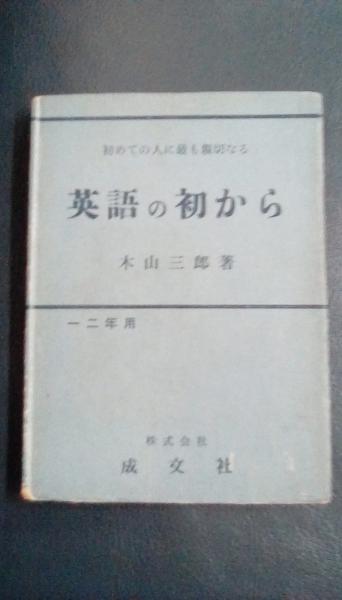 初めての人に最も親切なる
英語の初から
木山三郎著
一二年用
株式会社
成文社